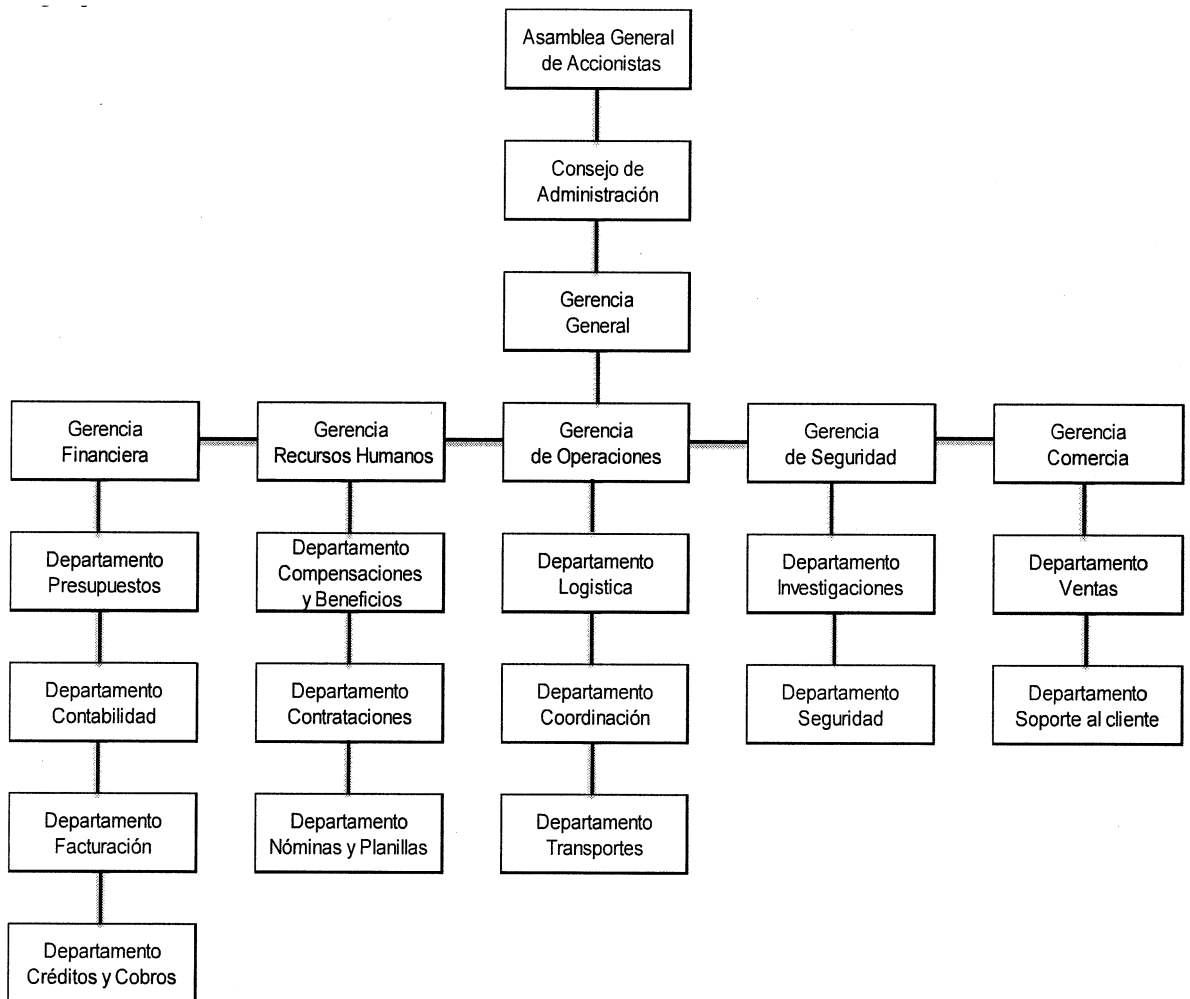 Asamblea General
de Accionistas
Consejo de
Administración
Gerencia
General
Gerencia
Financiera
Gerencia
Recursos Humanos
Gerencia
de Operaciones
Gerencia
de Seguridad
Gerencia
Comercia
Departamento
Presupuestos
Departamento
Compensaciones
y Beneficios
Departamento
Logistica
Departamento
Investigaciones
Departamento
Ventas
Departamento
Contabilidad
Departamento
Contrataciones
Departamento
Coordinación
Departamento
Seguridad
Departamento
Soporte al cliente
Departamento
Facturación
Departamento
Nóminas y Planillas
Departamento
Transportes
Departamento
Créditos y Cobros